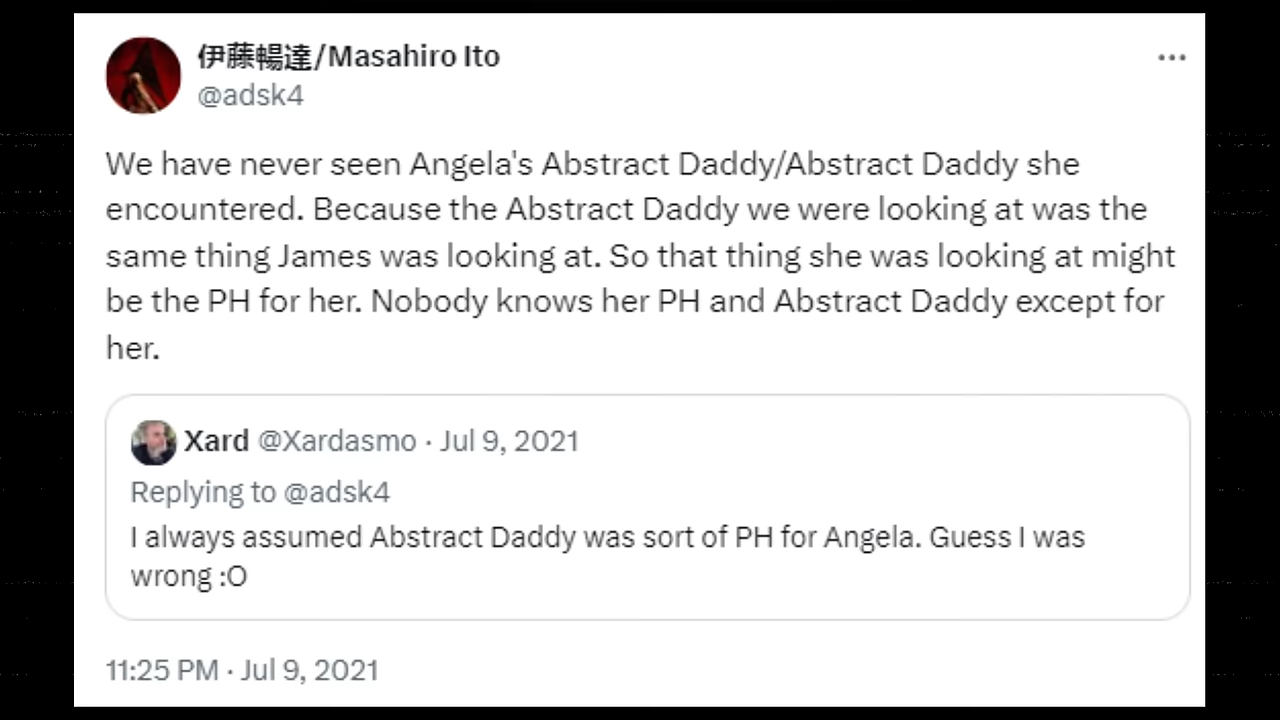 伊藤暢達/Masahiro Ito
@adsk4
We have never seen Angela's Abstract Daddy/Abstract Daddy she
encountered. Because the Abstract Daddy we were looking at was the
same thing James was looking at. So that thing she was looking at might
be the PH for her. Nobody knows her PH and Abstract Daddy except for
her.
Xard @Xardasmo · Jul 9, 2021
Replying to @adsk4
I always assumed Abstract Daddy was sort of PH for Angela. Guess I was
wrong :O
11:25 PM · Jul 9, 2021